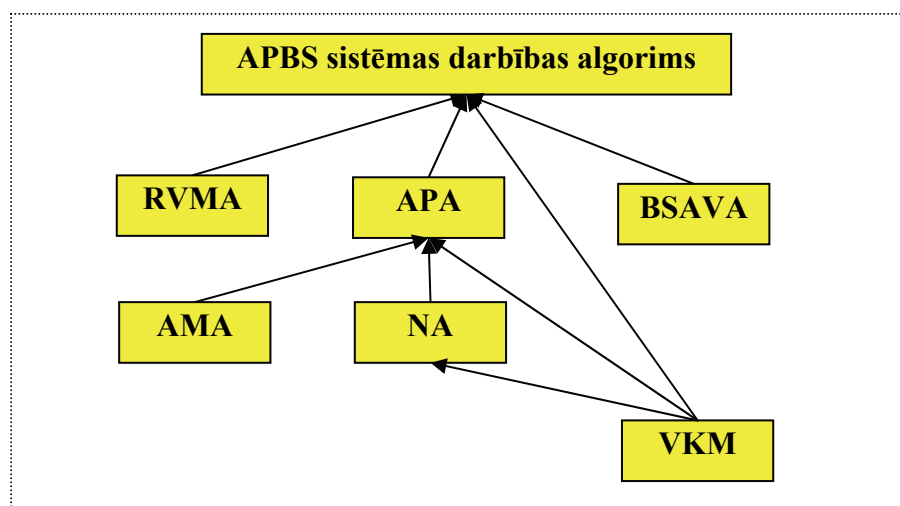 APBS sistēmas darbības algorims
RVMA
APA
BSAVA
AMA
NA
VKM